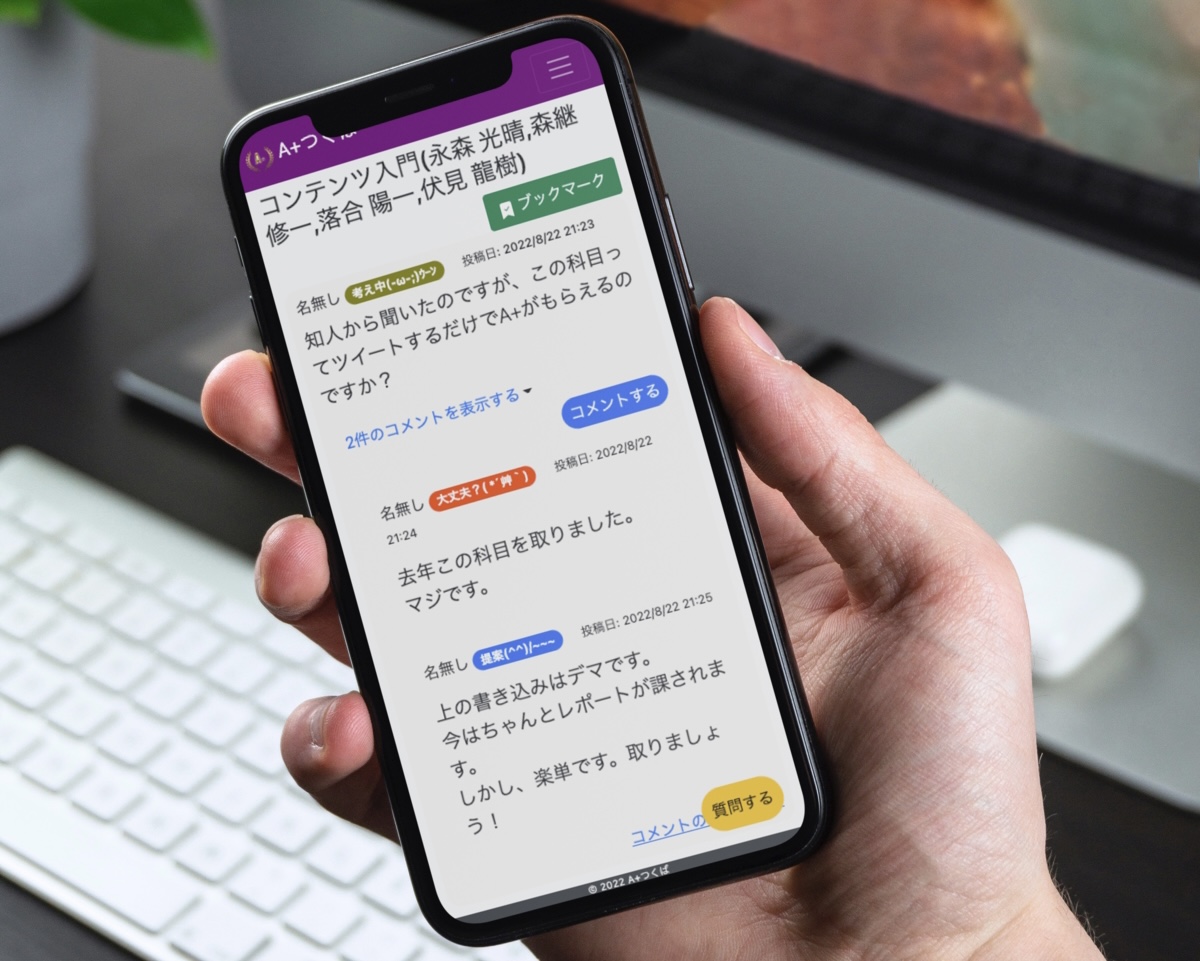 A+つくば
コンテンツ入門(永森 光晴,森継
修一,落合 陽一,伏見 龍樹)
ブックマーク
名無し 考え中(-ω-;)ウーン 投稿日: 2022/8/22 21:23
知人から聞いたのですが、この科目っ
てツイートするだけでA+がもらえるの
ですか？
2件のコメントを表示する
コメントする
名無し 大丈夫？(*´艸｀) 投稿日: 2022/8/22
21:24
去年この科目を取りました。
マジです。
名無し 提案(^^)/~~~ 投稿日: 2022/8/22 21:25
上の書き込みはデマです。
今はちゃんとレポートが課されま
す。
しかし、楽単です。取りましょ
う！
コメントの
質問する
© 2022 A+つくば